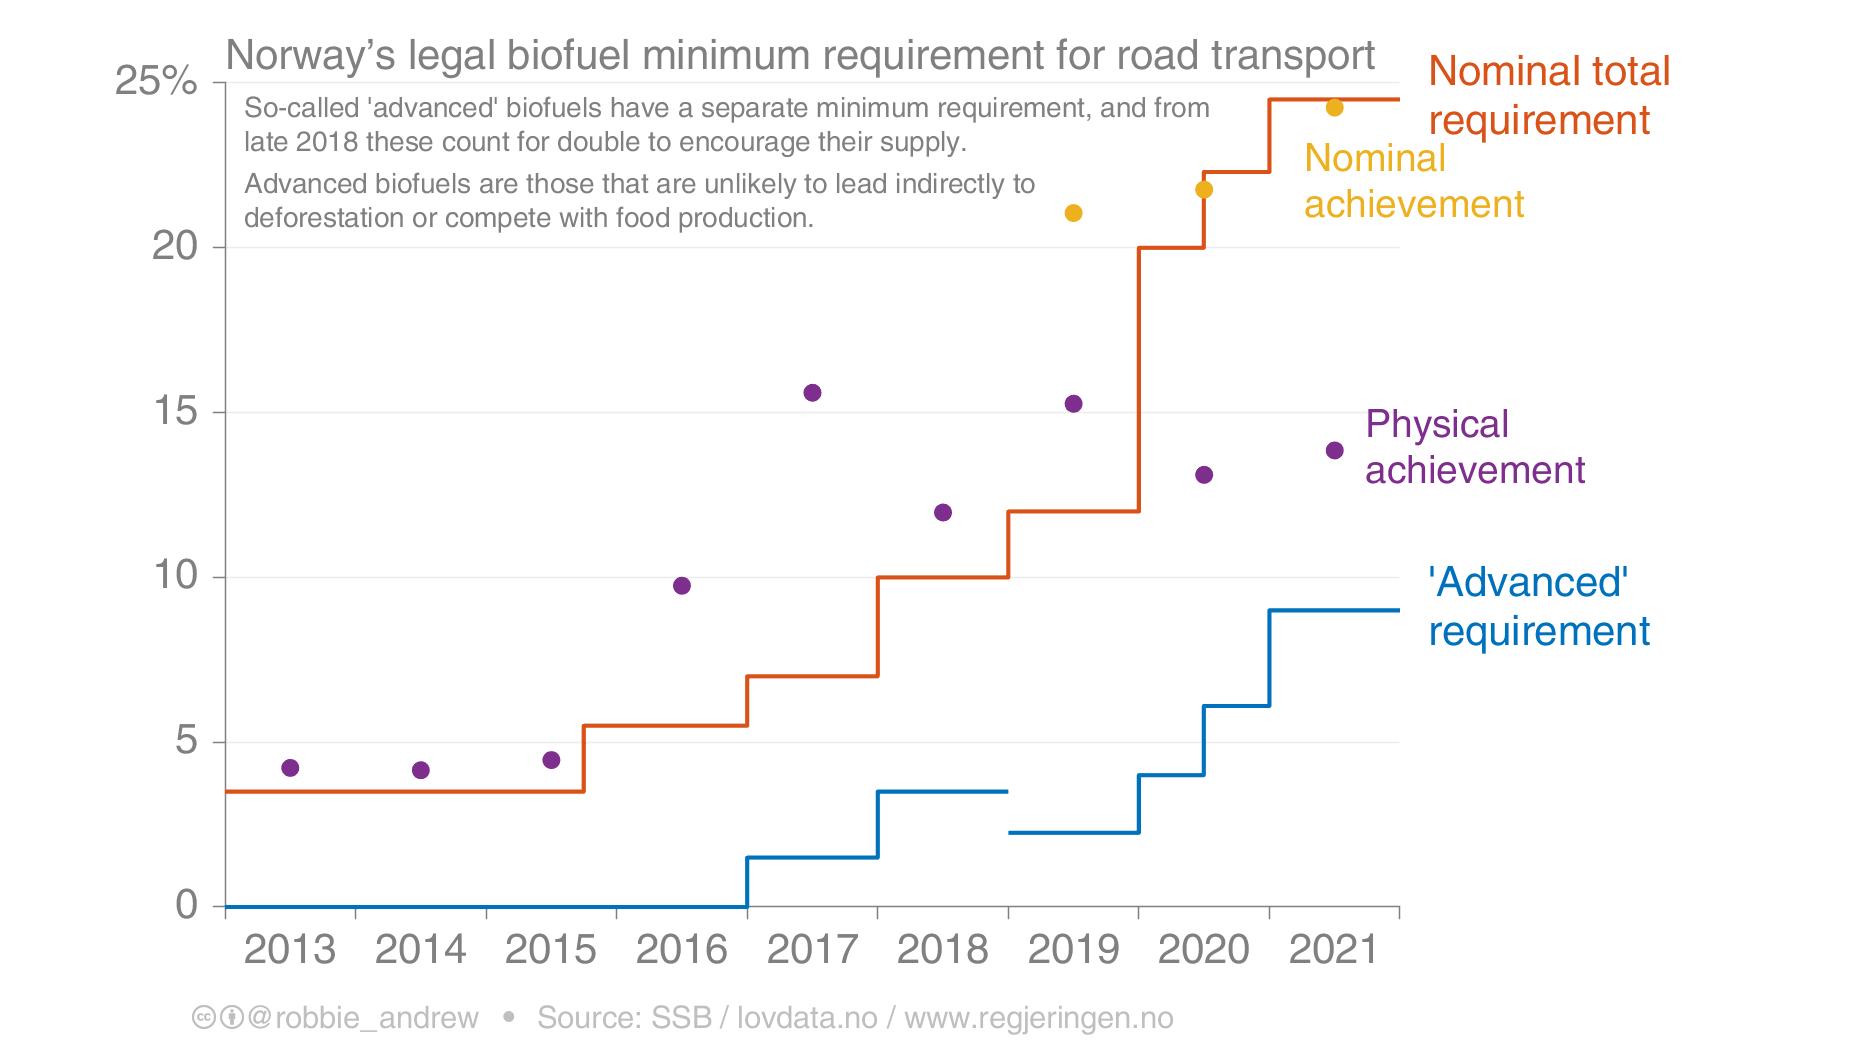 Norway’s legal biofuel minimum requirement for road transport
So-called 'advanced' biofuels have a separate minimum requirement, and from
late 2018 these count for double to encourage their supply.
Advanced biofuels are those that are unlikely to lead indirectly to
deforestation or compete with food production.
25%
20
15
10
5
0
Nominal total
requirement
Nominal
achievement
Physical
achievement
'Advanced'
requirement
2013 2014 2015 2016 2017 2018 2019 2020 2021
cc @robbie_andrew • Source: SSB / lovdata.no / www.regjeringen.no